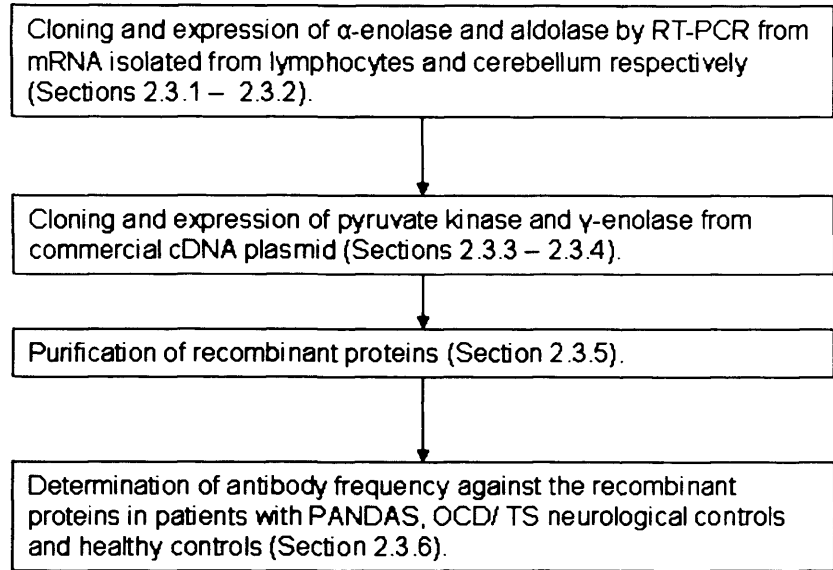 Cloning and expression of α-enolase and aldolase by RT-PCR from
mRNA isolated from lymphocytes and cerebellum respectively
(Sections 2.3.1 – 2.3.2).
Cloning and expression of pyruvate kinase and γ-enolase from
commercial cDNA plasmid (Sections 2.3.3 – 2.3.4).
Purification of recombinant proteins (Section 2.3.5).
Determination of antibody frequency against the recombinant
proteins in patients with PANDAS, OCD/ TS neurological controls
and healthy controls (Section 2.3.6).